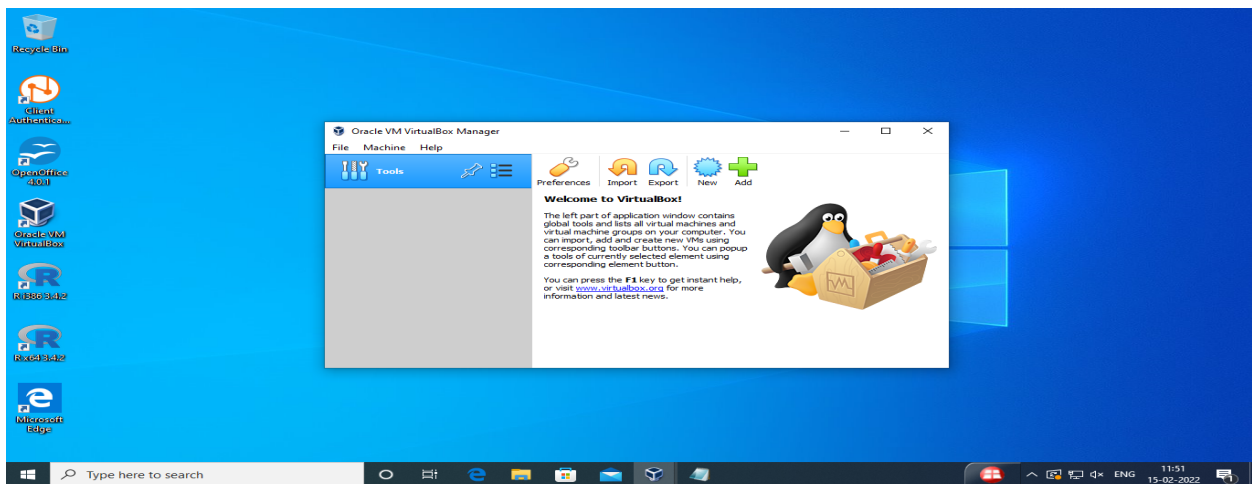 Recycle Bin
Client
Authentica...
OpenOffice
4.0.1
Oracle VM
VirtualBox
R i386 3.4.2
R x64 3.4.2
Microsoft
Edge
Oracle VM VirtualBox Manager
File Machine Help
Tools
Preferences Import Export New Add
Welcome to VirtualBox!
The left part of application window contains
global tools and lists all virtual machines and
virtual machine groups on your computer. You
can import, add and create new VMs using
corresponding toolbar buttons. You can popup
a tools of currently selected element using
corresponding element button.
You can press the F1 key to get instant help,
or visit www.virtualbox.org for more
information and latest news.
Type here to search
ENG
11:51
15-02-2022